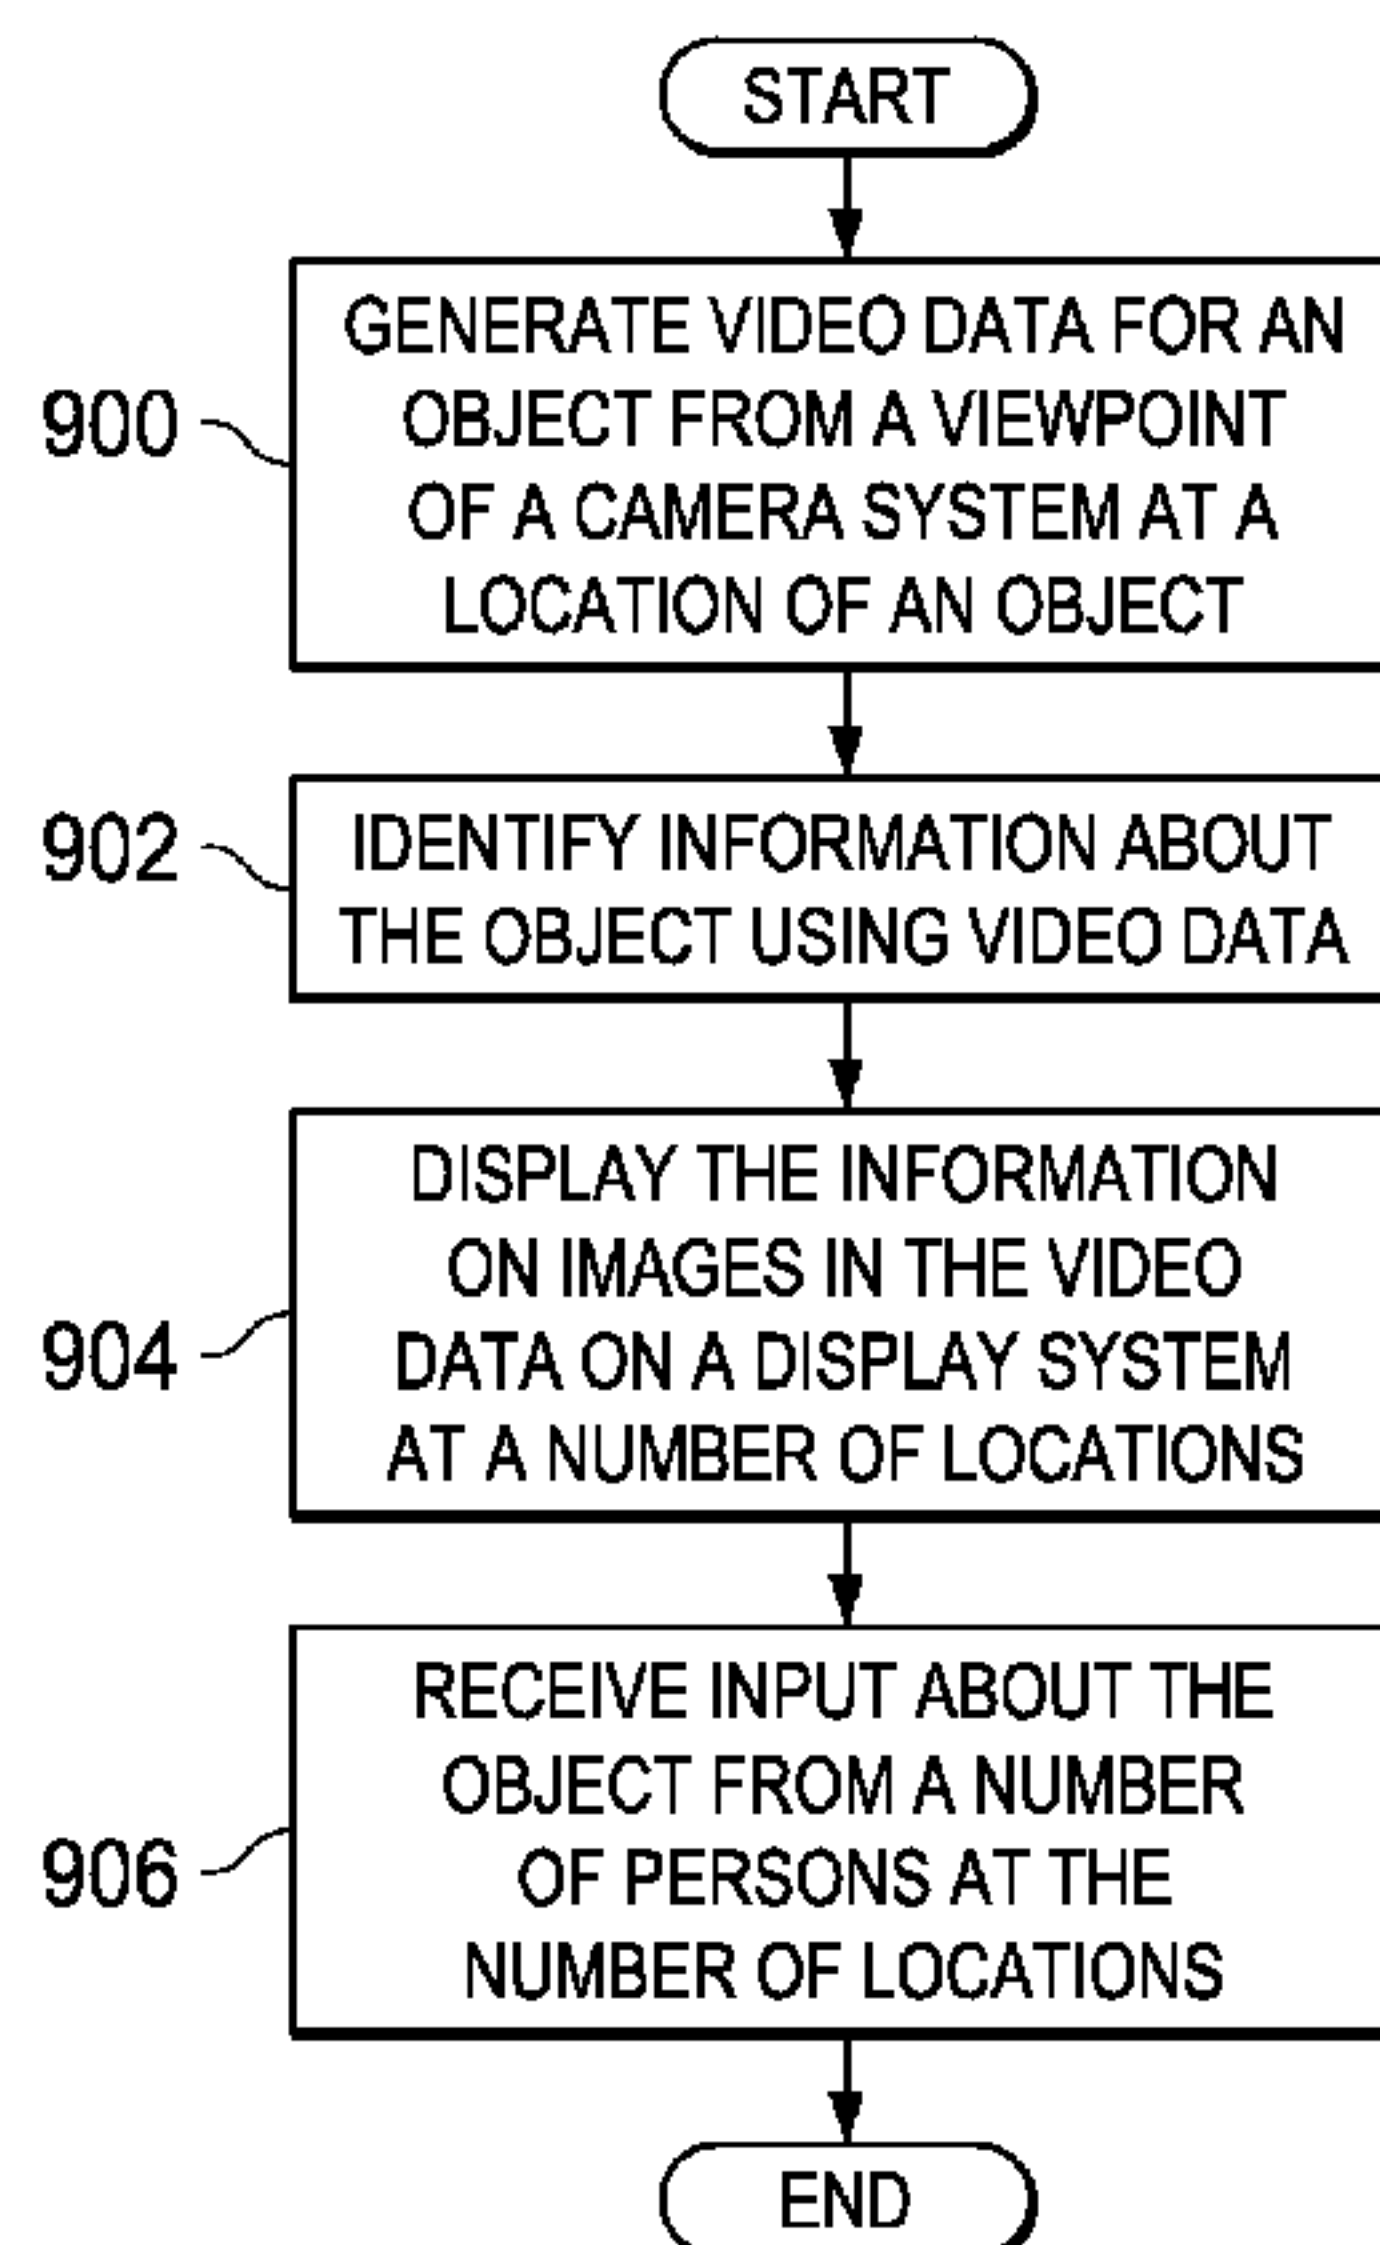 START
GENERATE VIDEO DATA FOR AN
OBJECT FROM A VIEWPOINT
OF A CAMERA SYSTEM AT A
LOCATION OF AN OBJECT
900
IDENTIFY INFORMATION ABOUT
THE OBJECT USING VIDEO DATA
902
DISPLAY THE INFORMATION
ON IMAGES IN THE VIDEO
DATA ON A DISPLAY SYSTEM
AT A NUMBER OF LOCATIONS
904
RECEIVE INPUT ABOUT THE
OBJECT FROM A NUMBER
OF PERSONS AT THE
NUMBER OF LOCATIONS
906
END